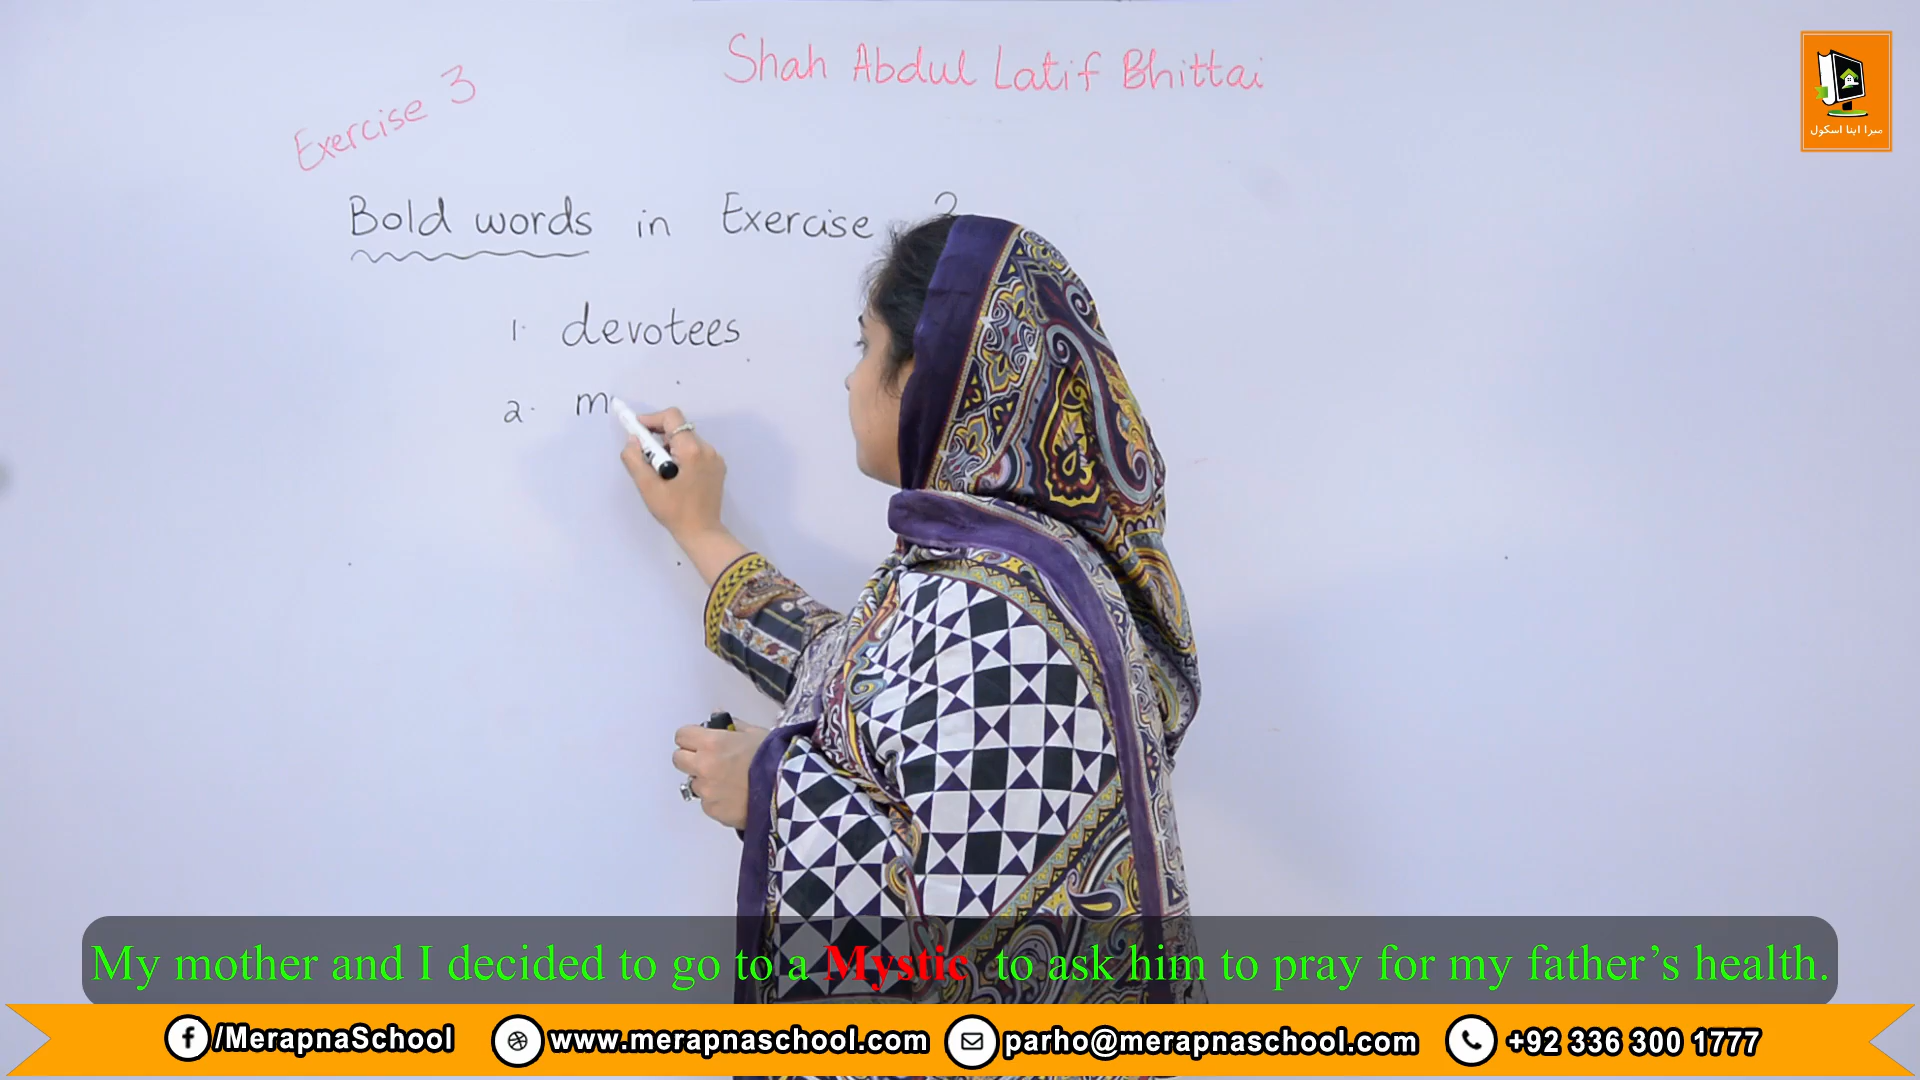 Shah Abdul Latif Bhittai
Exercise 3
میرا اپنا اسکول
Bold words in Exercise 2
1. devotees
2. m
My mother and I decided to go to a Mystic to ask him to pray for my father's health.
/MerapnaSchool www.merapnaschool.com parho@merapnaschool.com +92 336 300 1777